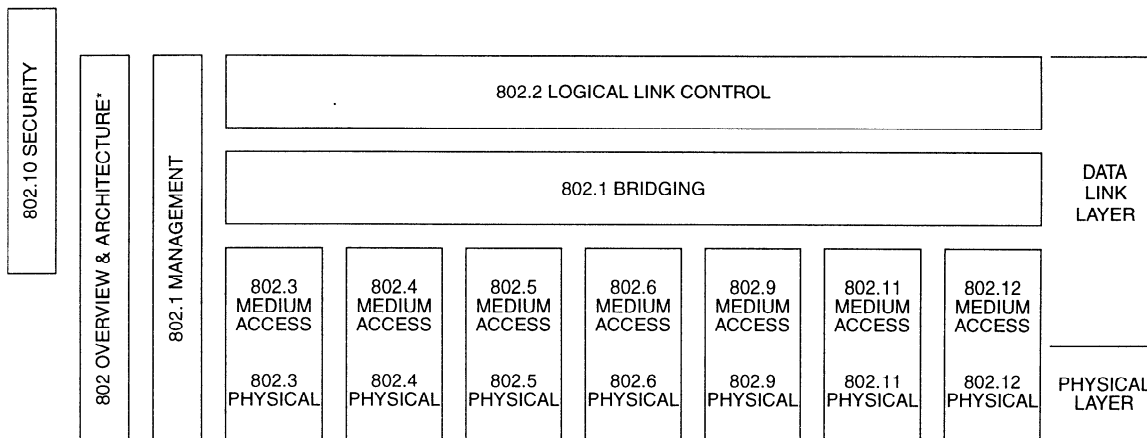 802.10 SECURITY
802 OVERVIEW & ARCHITECTURE*
802.1 MANAGEMENT
802.2 LOGICAL LINK CONTROL
802.1 BRIDGING
DATA
LINK
LAYER
802.3
MEDIUM
ACCESS
802.3
PHYSICAL
802.4
MEDIUM
ACCESS
802.4
PHYSICAL
802.5
MEDIUM
ACCESS
802.5
PHYSICAL
802.6
MEDIUM
ACCESS
802.6
PHYSICAL
802.9
MEDIUM
ACCESS
802.9
PHYSICAL
802.11
MEDIUM
ACCESS
802.11
PHYSICAL
802.12
MEDIUM
ACCESS
802.12
PHYSICAL
PHYSICAL
LAYER